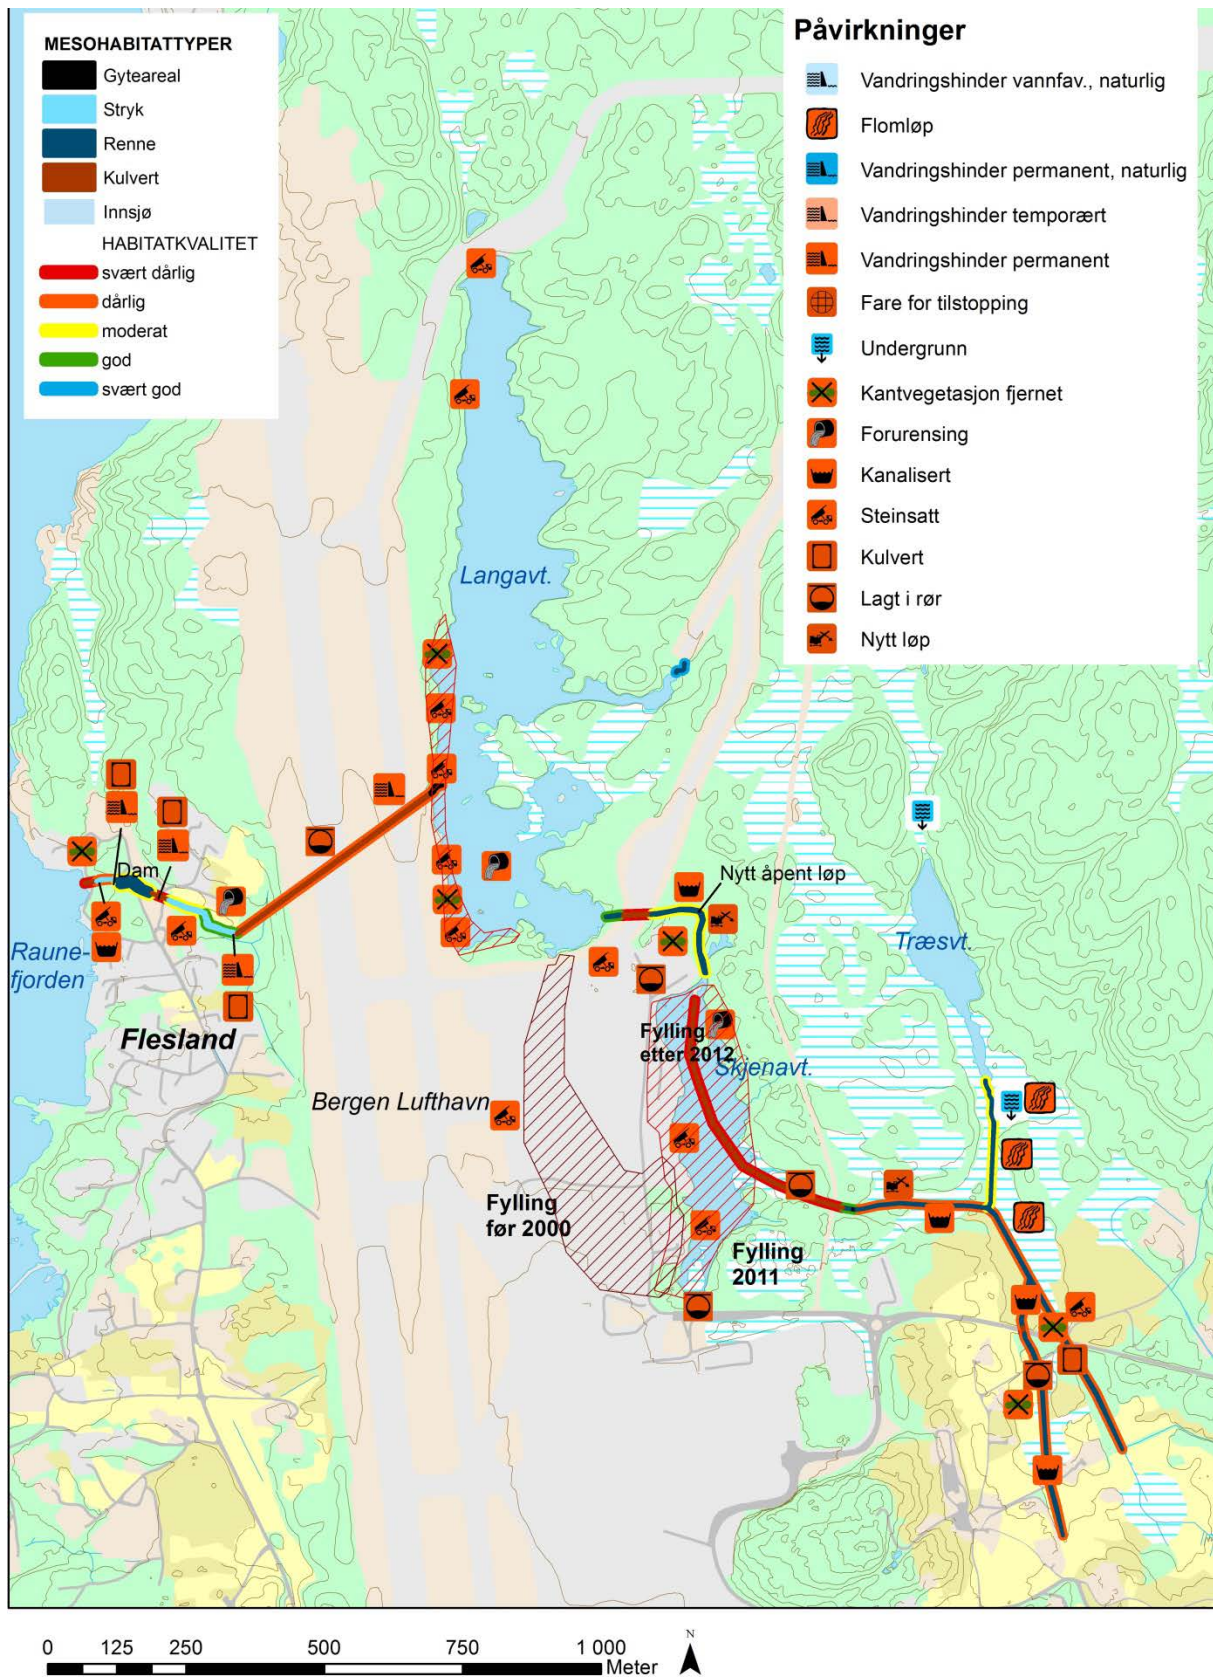 MESOHABITATTYPER
Gyteareal
Stryk
Renne
Kulvert
Innsjø
HABITATKVALITET
svært dårlig
dårlig
moderat
god
svært god
Påvirkninger
Vandringshinder vannfav., naturlig
Flomløp
Vandringshinder permanent, naturlig
Vandringshinder temporært
Vandringshinder permanent
Fare for tilstopping
Undergrunn
Kantvegetasjon fjernet
Forurensing
Kanalisert
Steinsatt
Kulvert
Lagt i rør
Nytt løp
Langavt.
Dam
Nytt åpent løp
Raune-
fjorden
Træsvt.
Flesland
Fylling
etter 2012
Skjenavt.
Bergen Lufthavn
Fylling
før 2000
Fylling
2011
0 125 250 500 750 1 000
Meter
N